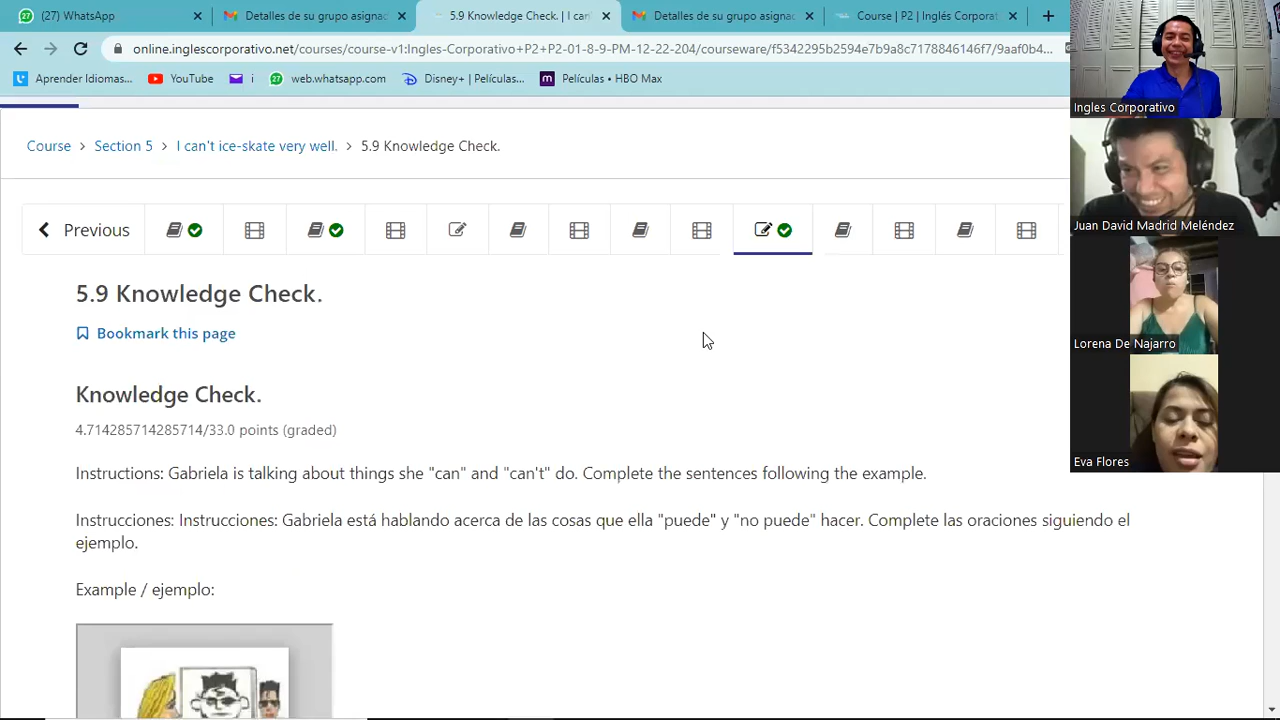 (27) WhatsApp
Detalles de su grupo asigna
5.9 Knowledge Check. | I can'
Detalles de su grupo asigna
Course | P2 | Inglés Corporat
online.inglescorporativo.net/courses/course-v1:Ingles-Corporativo+P2+P2-01-8-9-PM-12-22-204/courseware/
Aprender Idiomas...
YouTube
i
web.whatsapp.com
Disney+ | Películas...
Películas • HBO Max
Ingles Corporativo
Course > Section 5 > I can't ice-skate very well. > 5.9 Knowledge Check.
Juan David Madrid Meléndez
Previous
5.9 Knowledge Check.
Bookmark this page
Lorena De Najarro
Knowledge Check.
4.714285714285714/33.0 points (graded)
Eva Flores
Instructions: Gabriela is talking about things she "can" and "can't" do. Complete the sentences following the example.
Instrucciones: Instrucciones: Gabriela está hablando acerca de las cosas que ella "puede" y "no puede" hacer. Complete las oraciones siguiendo el
ejemplo.
Example / ejemplo: